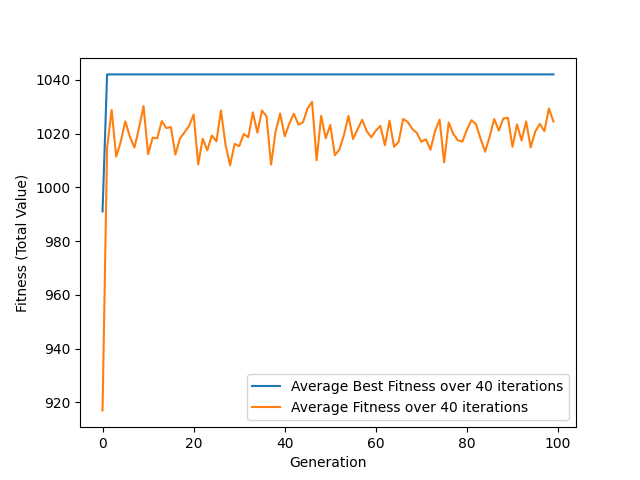 1040
1020
1000
980
960
940
920
Fitness (Total Value)
Average Best Fitness over 40 iterations
Average Fitness over 40 iterations
0 20 40 60 80 100
Generation